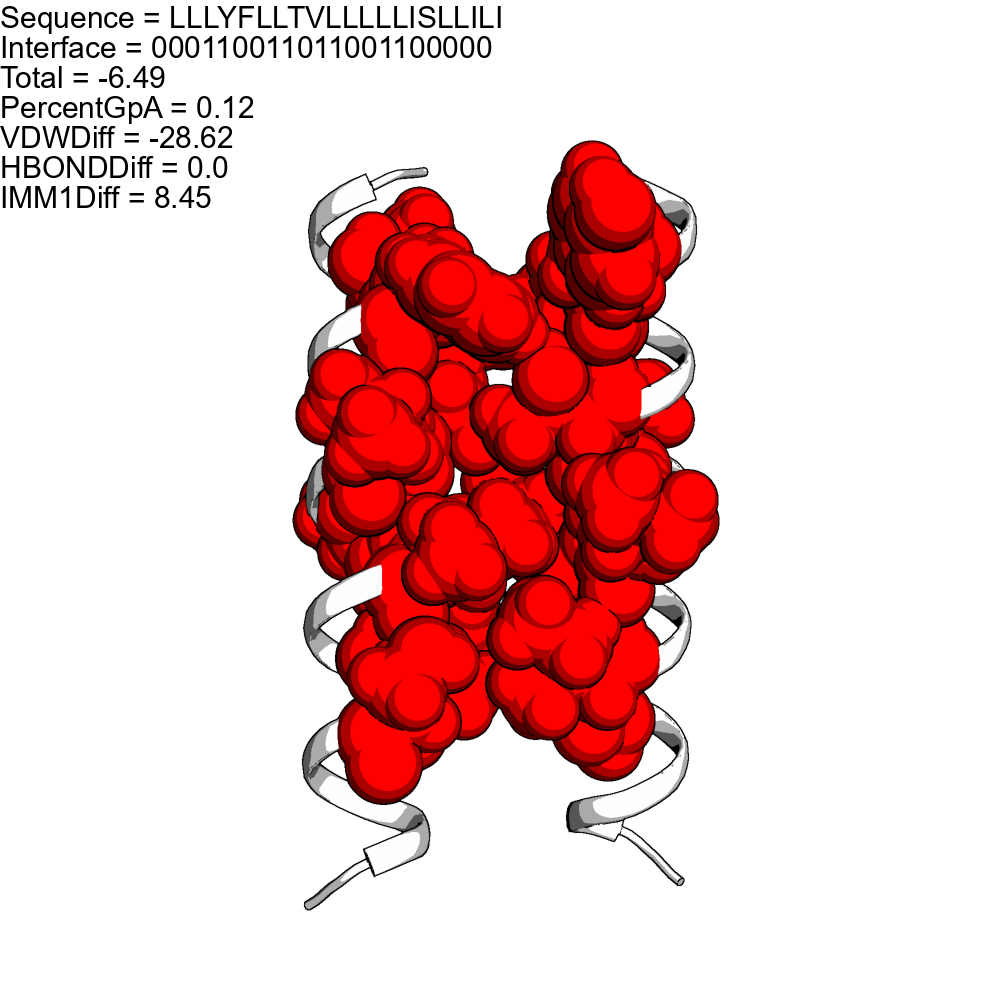 Sequence = LLLYFLLTVLLLLLISLLILI
Interface = 000110011011001100000
Total = -6.49
PercentGpA = 0.12
VDWDiff = -28.62
HBONDDiff = 0.0
IMM1Diff = 8.45